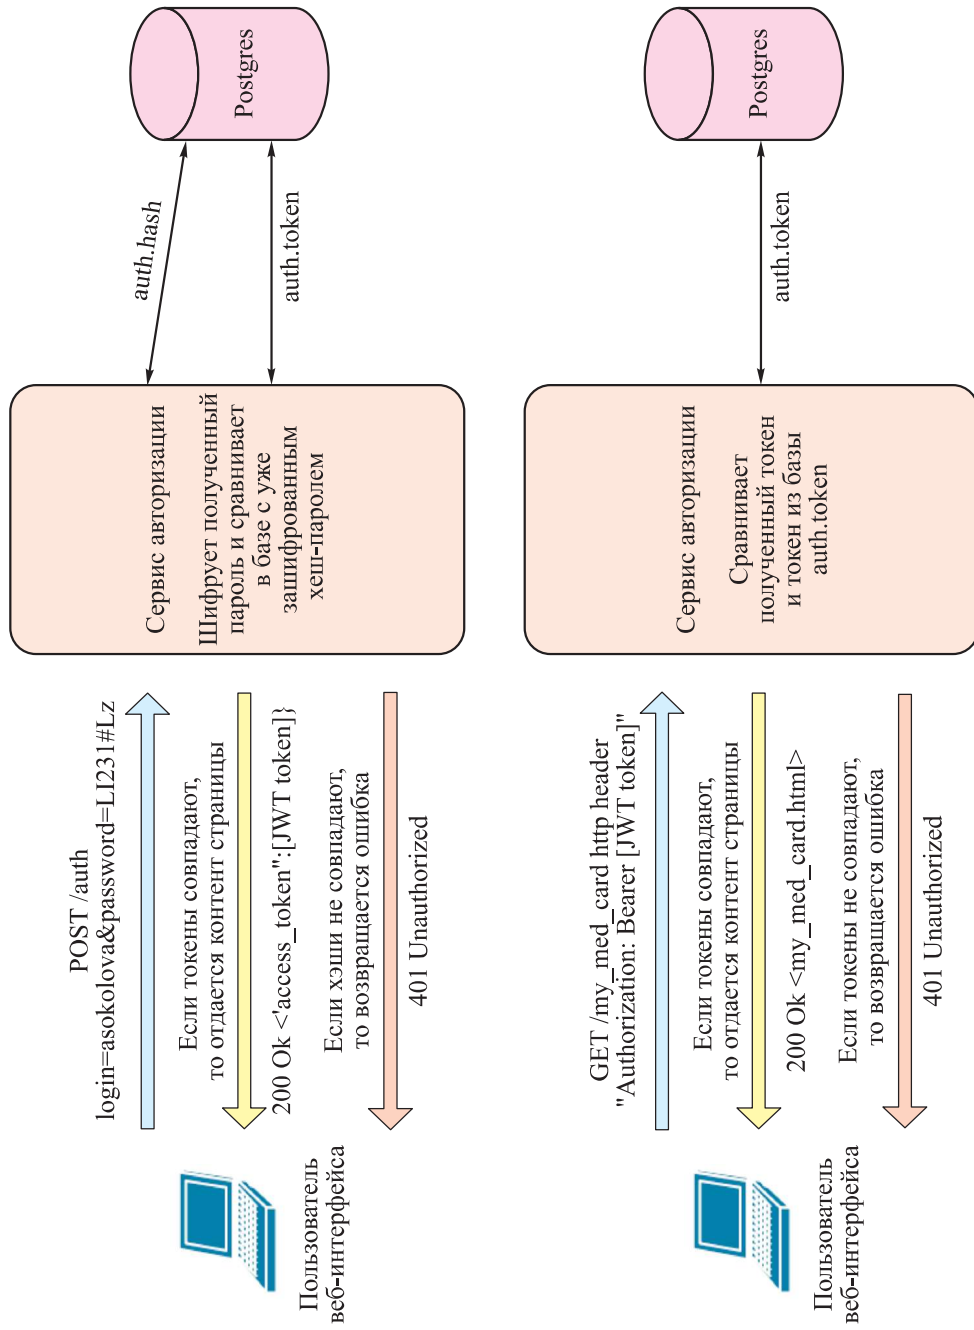 POST /auth
login=asokolova&password=LI231#Lz
Если токены совпадают,
то отдается контент страницы
200 Ok <'access_token":[JWT token]}
Если хэши не совпадают,
то возвращается ошибка
401 Unauthorized
Пользователь
веб-интерфейса
Сервис авторизации
Шифрует полученный
пароль и сравнивает
в базе с уже
зашифрованным
хеш-паролем
auth.hash
auth.token
Postgres
GET /my_med_card http header
"Authorization: Bearer [JWT token]"
Если токены совпадают,
то отдается контент страницы
200 Ok <my_med_card.html>
Если токены не совпадают,
то возвращается ошибка
401 Unauthorized
Пользователь
веб-интерфейса
Сервис авторизации
Сравнивает
полученный токен
и токен из базы
auth.token
auth.token
Postgres